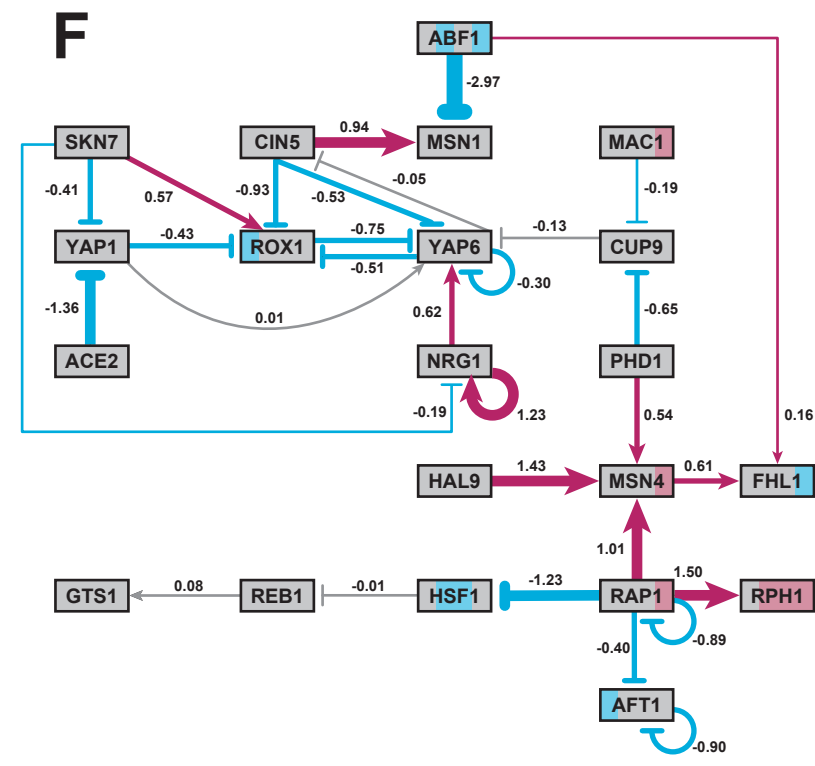 F
ABF1
-2.97
SKN7
CIN5
0.94
MSN1
MAC1
-0.41
0.57
-0.93
-0.53
-0.05
-0.19
YAP1
-0.43
ROX1
-0.75
-0.51
YAP6
-0.13
CUP9
-0.30
-1.36
0.01
0.62
-0.65
ACE2
NRG1
PHD1
-0.19
1.23
0.54
0.16
HAL9
1.43
MSN4
0.61
FHL1
1.01
GTS1
0.08
REB1
-0.01
HSF1
-1.23
RAP1
1.50
RPH1
-0.89
-0.40
AFT1
-0.90